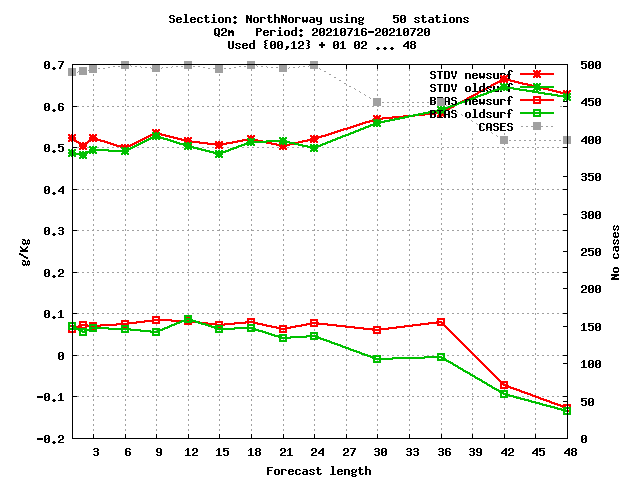 Selection: NorthNorway using    50 stations
Q2m   Period: 20210716-20210720
Used {00,12} + 01 02 ... 48
0.7
0.6
0.5
0.4
0.3
0.2
0.1
0
-0.1
-0.2
g/Kg
STDV newsurf
STDV oldsurf
BIAS newsurf
BIAS oldsurf
CASES
500
450
400
350
300
250
200
150
100
50
0
No cases
3 6 9 12 15 18 21 24 27 30 33 36 39 42 45 48
Forecast length